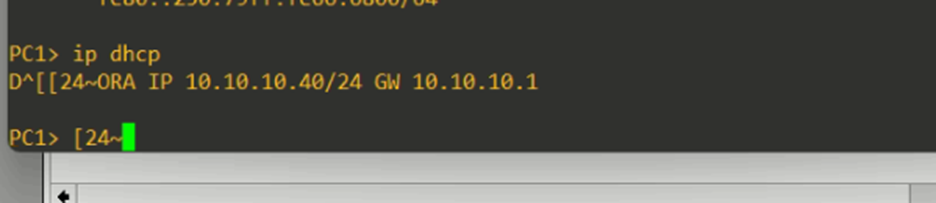 PC1> ip dhcp
D^[[24~ORA IP 10.10.10.40/24 GW 10.10.10.1
PC1> [24~